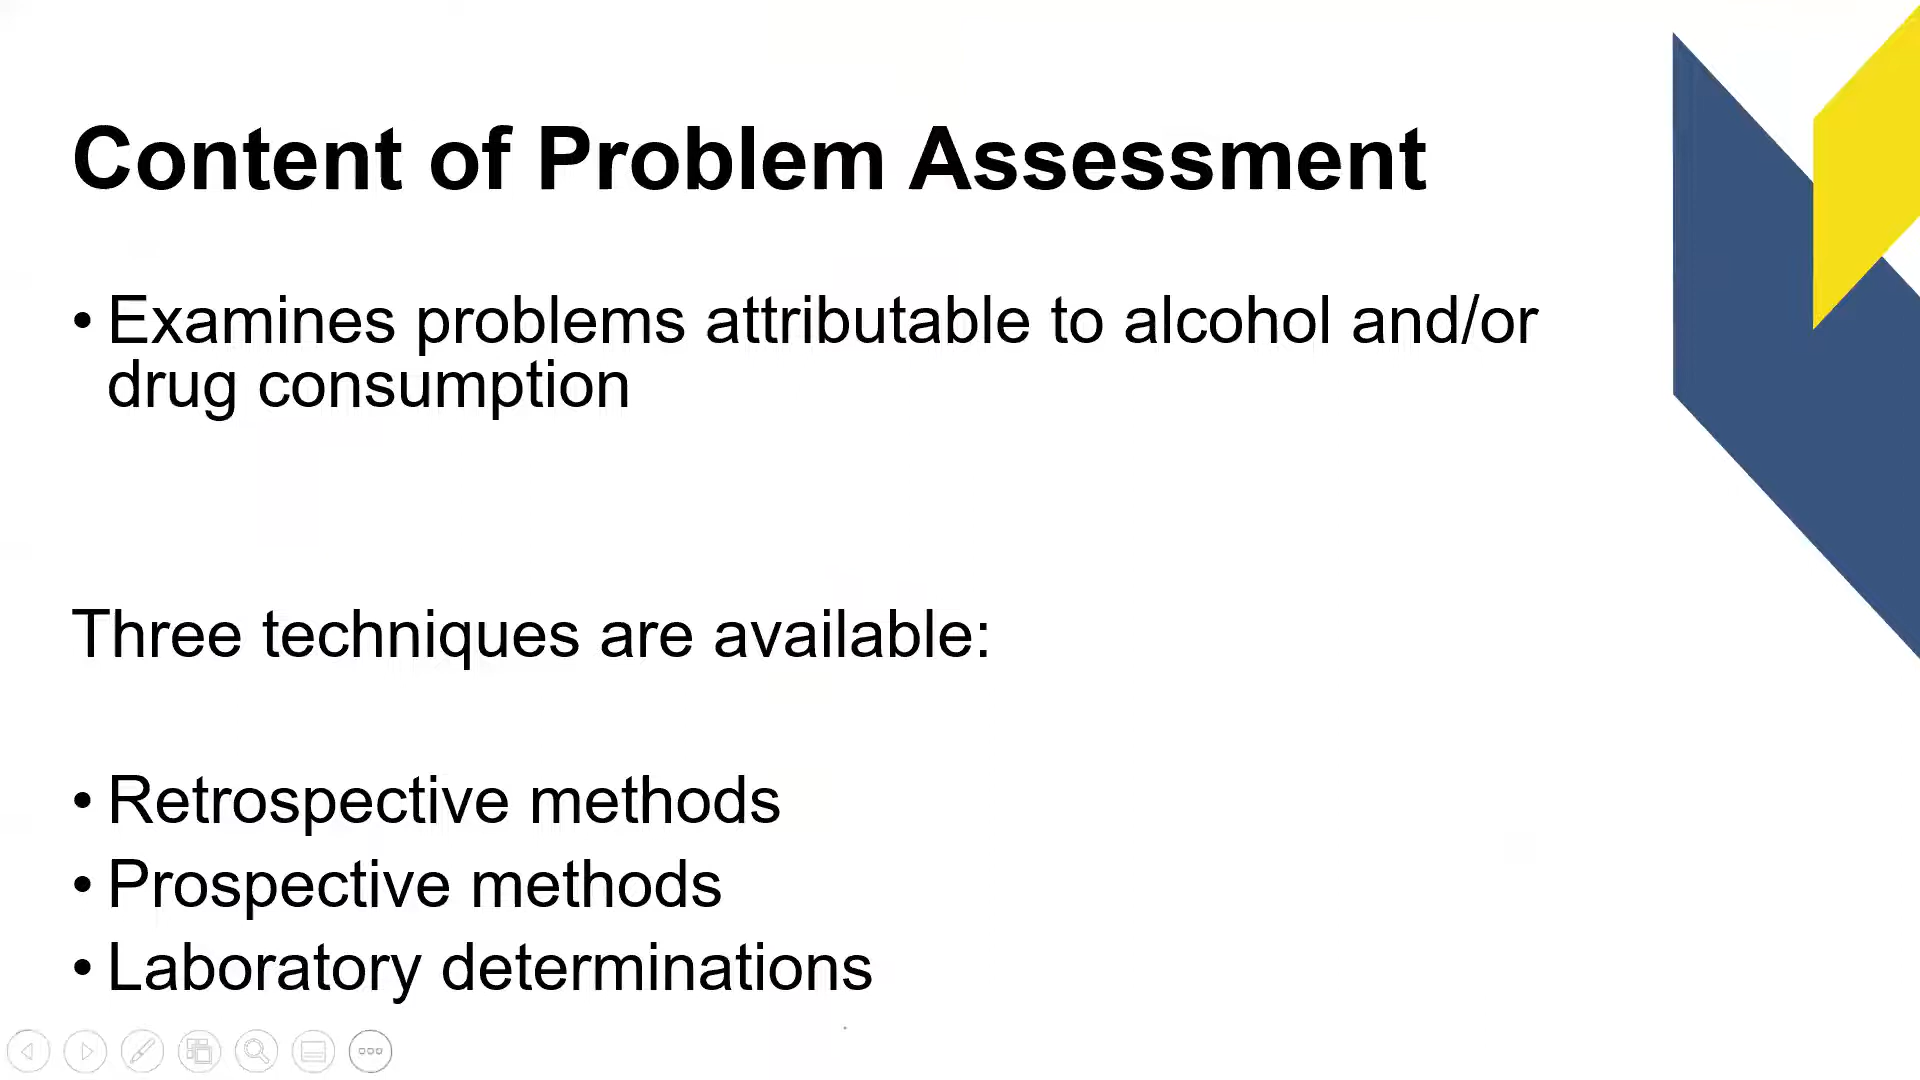 Content of Problem Assessment
• Examines problems attributable to alcohol and/or
drug consumption
Three techniques are available:
• Retrospective methods
• Prospective methods
• Laboratory determinations